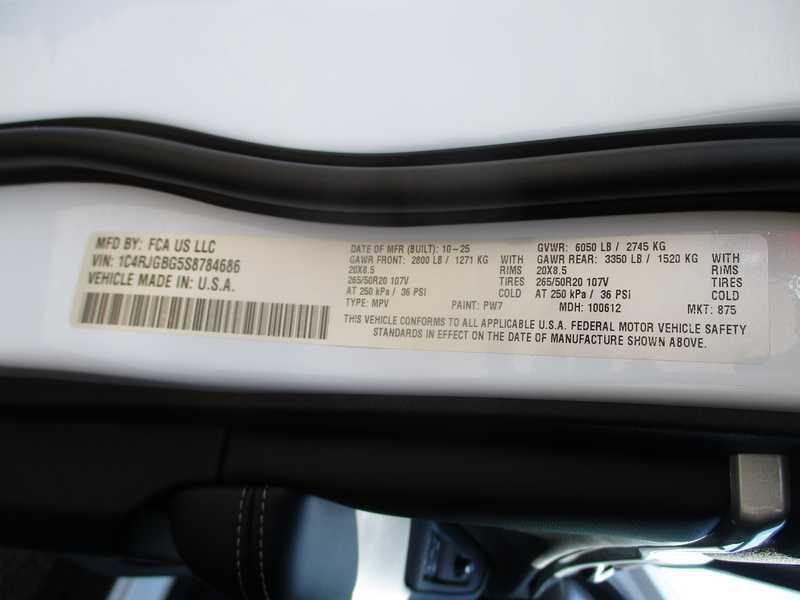 MFD BY: FCA US LLC
VIN: 1C4RJGBG5S8784686
VEHICLE MADE IN: U.S.A.
DATE OF MFR (BUILT): 10-25
GAWR FRONT: 2800 LB / 1271 KG WITH
20X8.5 RIMS
265/50R20 107V TIRES
AT 250 kPa / 36 PSI COLD
TYPE: MPV PAINT: PW7
GVWR: 6050 LB / 2745 KG
GAWR REAR: 3350 LB / 1520 KG WITH
20X8.5 RIMS
265/50R20 107V TIRES
AT 250 kPa / 36 PSI COLD
MDH: 100612 MKT: 875
THIS VEHICLE CONFORMS TO ALL APPLICABLE U.S.A. FEDERAL MOTOR VEHICLE SAFETY
STANDARDS IN EFFECT ON THE DATE OF MANUFACTURE SHOWN ABOVE.